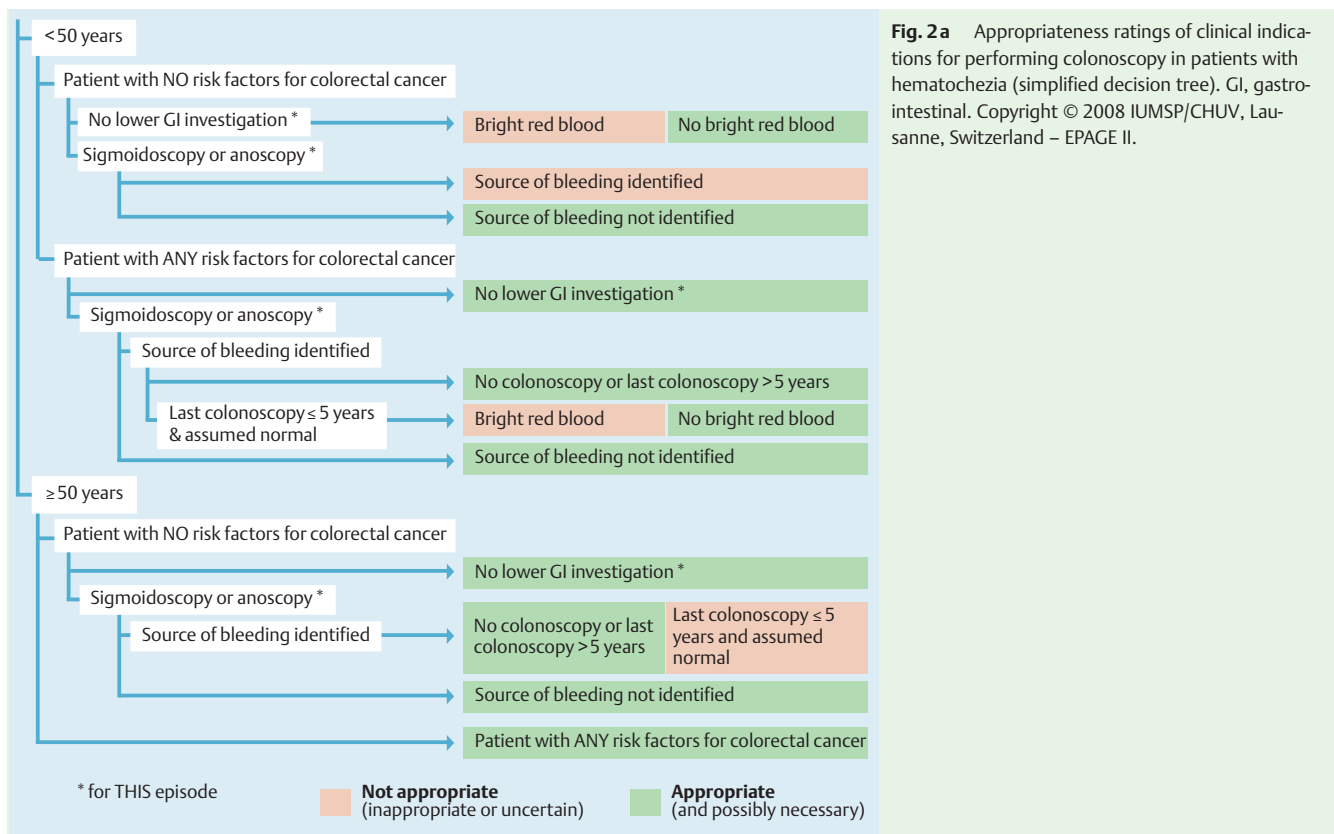 <50 years
Patient with NO risk factors for colorectal cancer
No lower GI investigation *
Bright red blood
No bright red blood
Sigmoidoscopy or anoscopy *
Source of bleeding identified
Source of bleeding not identified
Patient with ANY risk factors for colorectal cancer
No lower GI investigation *
Sigmoidoscopy or anoscopy *
Source of bleeding identified
No colonoscopy or last colonoscopy >5 years
Last colonoscopy ≤ 5 years
& assumed normal
Bright red blood
No bright red blood
Source of bleeding not identified
≥50 years
Patient with NO risk factors for colorectal cancer
No lower GI investigation *
Sigmoidoscopy or anoscopy *
Source of bleeding identified
No colonoscopy or last
colonoscopy >5 years
Last colonoscopy ≤ 5
years and assumed
normal
Source of bleeding not identified
Patient with ANY risk factors for colorectal cancer
* for THIS episode
Not appropriate
(inappropriate or uncertain)
Appropriate
(and possibly necessary)
Fig. 2a Appropriateness ratings of clinical indica-
tions for performing colonoscopy in patients with
hematochezia (simplified decision tree). GI, gastro-
intestinal. Copyright © 2008 IUMSP/CHUV, Lau-
sanne, Switzerland – EPAGE II.